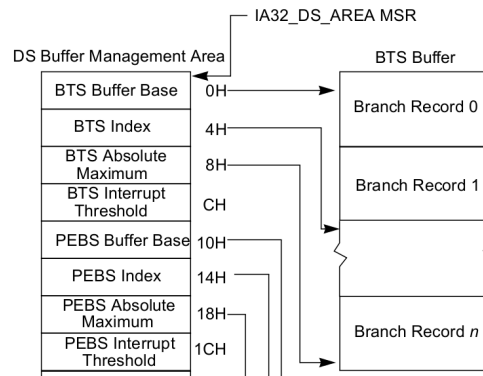 IA32_DS_AREA MSR
DS Buffer Management Area
BTS Buffer
BTS Buffer Base
0H
BTS Index
4H
BTS Absolute
Maximum
8H
BTS Interrupt
Threshold
CH
PEBS Buffer Base
10H
PEBS Index
14H
PEBS Absolute
Maximum
18H
PEBS Interrupt
Threshold
1CH
Branch Record 0
Branch Record 1
Branch Record n